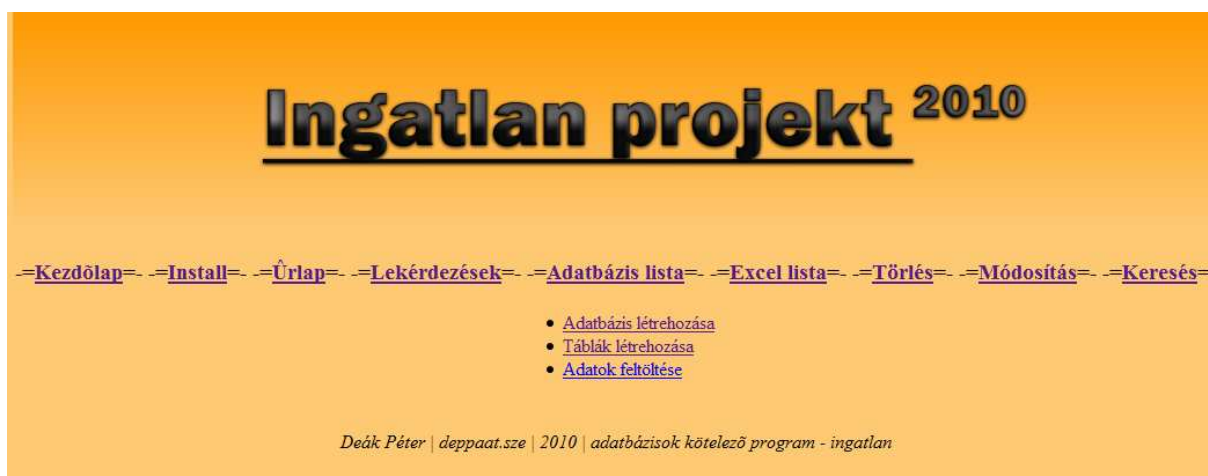 Ingatlan projekt 2010
-=Kezdõlap=- -=Install=- -=Ûrlap=- -=Lekérdezések=- -=Adatbázis lista=- -=Excel lista=- -=Törlés=- -=Módosítás=- -=Keresés=
• Adatbázis létrehozása
• Táblák létrehozása
• Adatok feltöltése
Deák Péter | deppaat.sze | 2010 | adatbázisok kötelezõ program - ingatlan